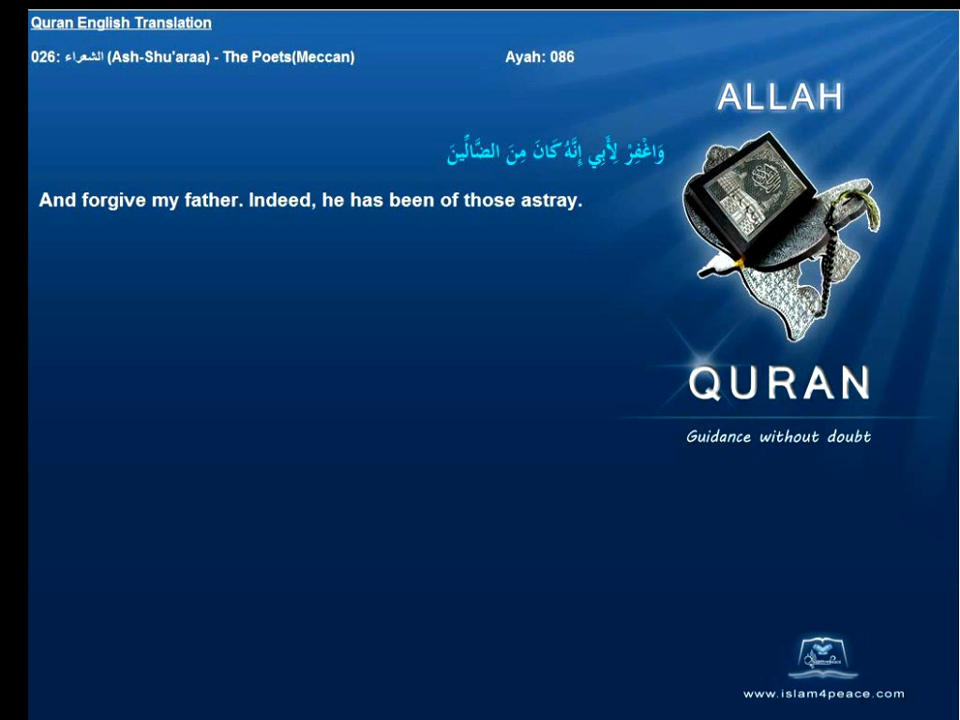 Quran English Translation
026: الشعراء (Ash-Shu'araa) - The Poets(Meccan) Ayah: 086
ALLAH
وَاغْفِرْ لِأَبِي إِنَّهُ كَانَ مِنَ الضَّالِّينَ
And forgive my father. Indeed, he has been of those astray.
QURAN
Guidance without doubt
www.islam4peace.com